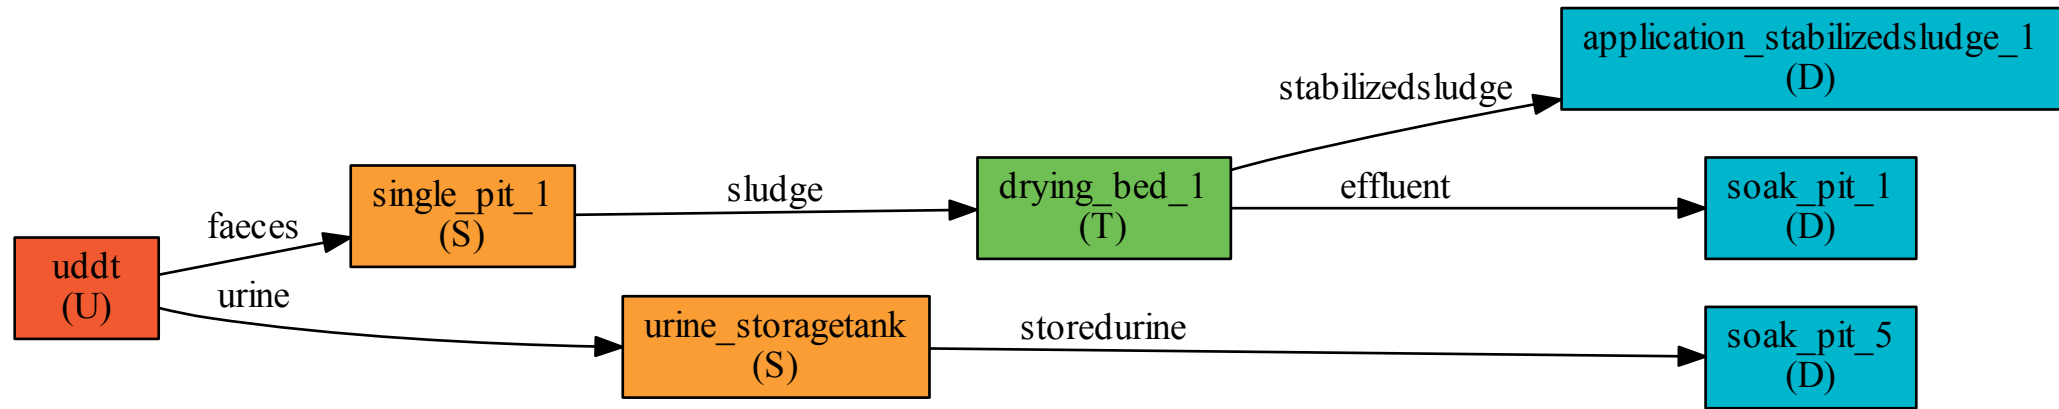 uddt
(U)
faeces
urine
single_pit_1
(S)
sludge
urine_storagetank
(S)
storedurine
drying_bed_1
(T)
stabilizedsludge
effluent
application_stabilizedsludge_1
(D)
soak_pit_1
(D)
soak_pit_5
(D)